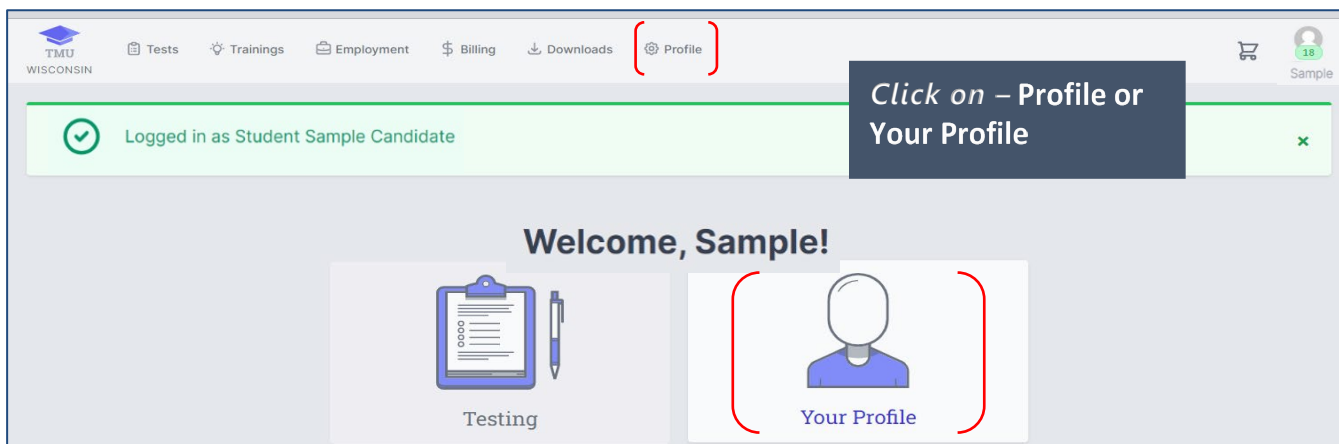 TMU
WISCONSIN
Tests Trainings Employment $ Billing Downloads Profile
18
Sample
Click on – Profile or
Your Profile
Logged in as Student Sample Candidate
×
Welcome, Sample!
Testing
Your Profile